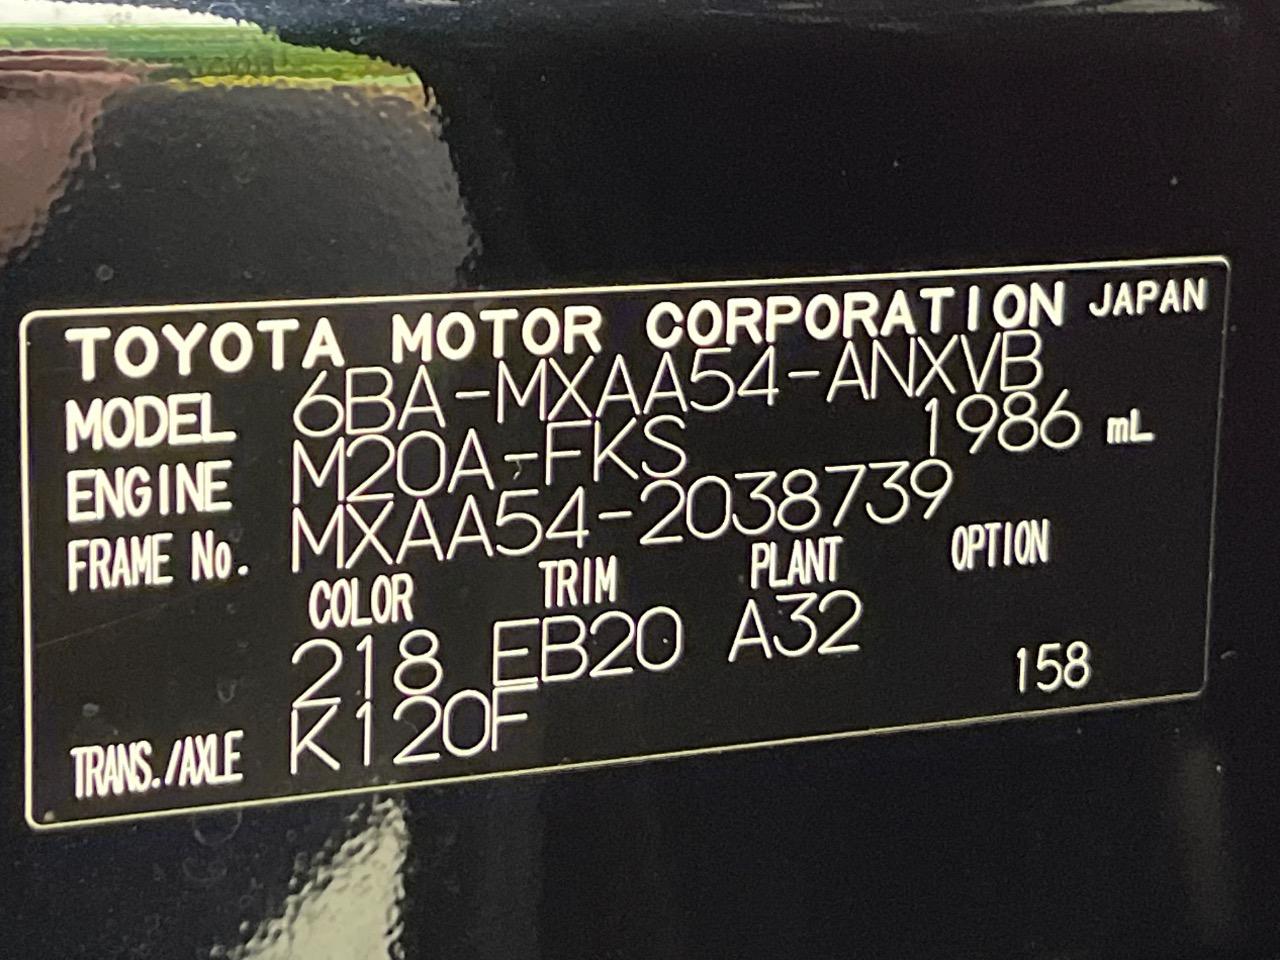 TOYOTA MOTOR CORPORATION JAPAN
MODEL 6BA-MXAA54-ANXVB
ENGINE M20A-FKS 1986 mL
FRAME No. MXAA54-2038739
COLOR TRIM PLANT OPTION
218 EB20 A32
TRANS./AXLE K120F 158